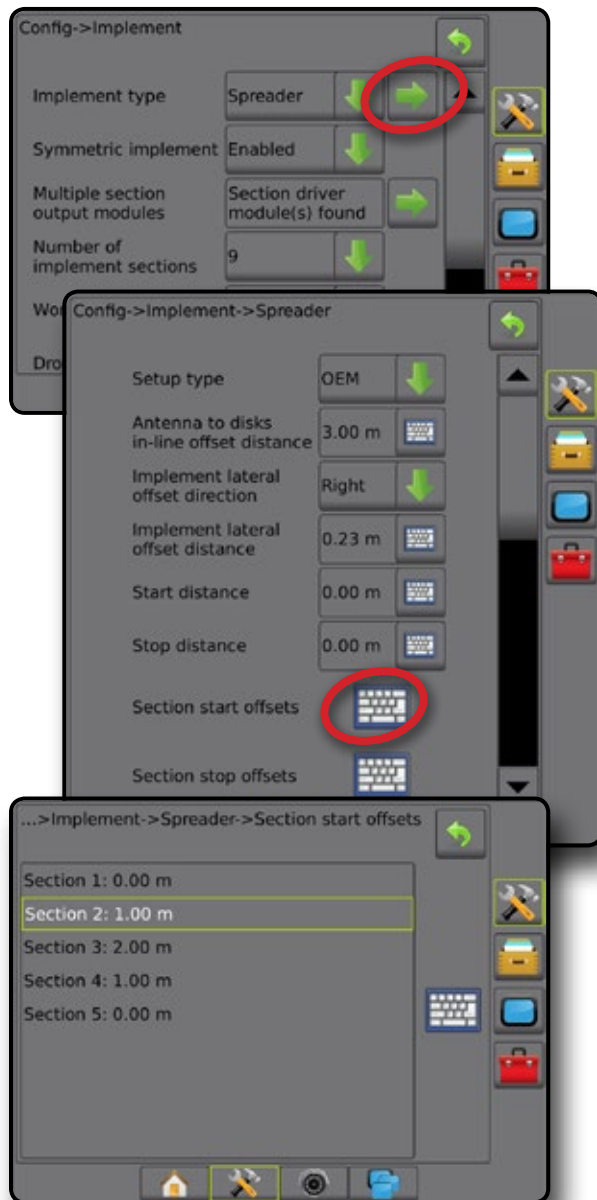 Config->Implement
Implement type
Spreader
Symmetric implement
Enabled
Multiple section
output modules
Section driver
module(s) found
Number of
implement sections
9
Wo
Dro
Config->Implement->Spreader
Setup type
OEM
Antenna to disks
in-line offset distance
3.00 m
Implement lateral
offset direction
Right
Implement lateral
offset distance
0.23 m
Start distance
0.00 m
Stop distance
0.00 m
Section start offsets
Section stop offsets
...>Implement->Spreader->Section start offsets
Section 1: 0.00 m
Section 2: 1.00 m
Section 3: 2.00 m
Section 4: 1.00 m
Section 5: 0.00 m